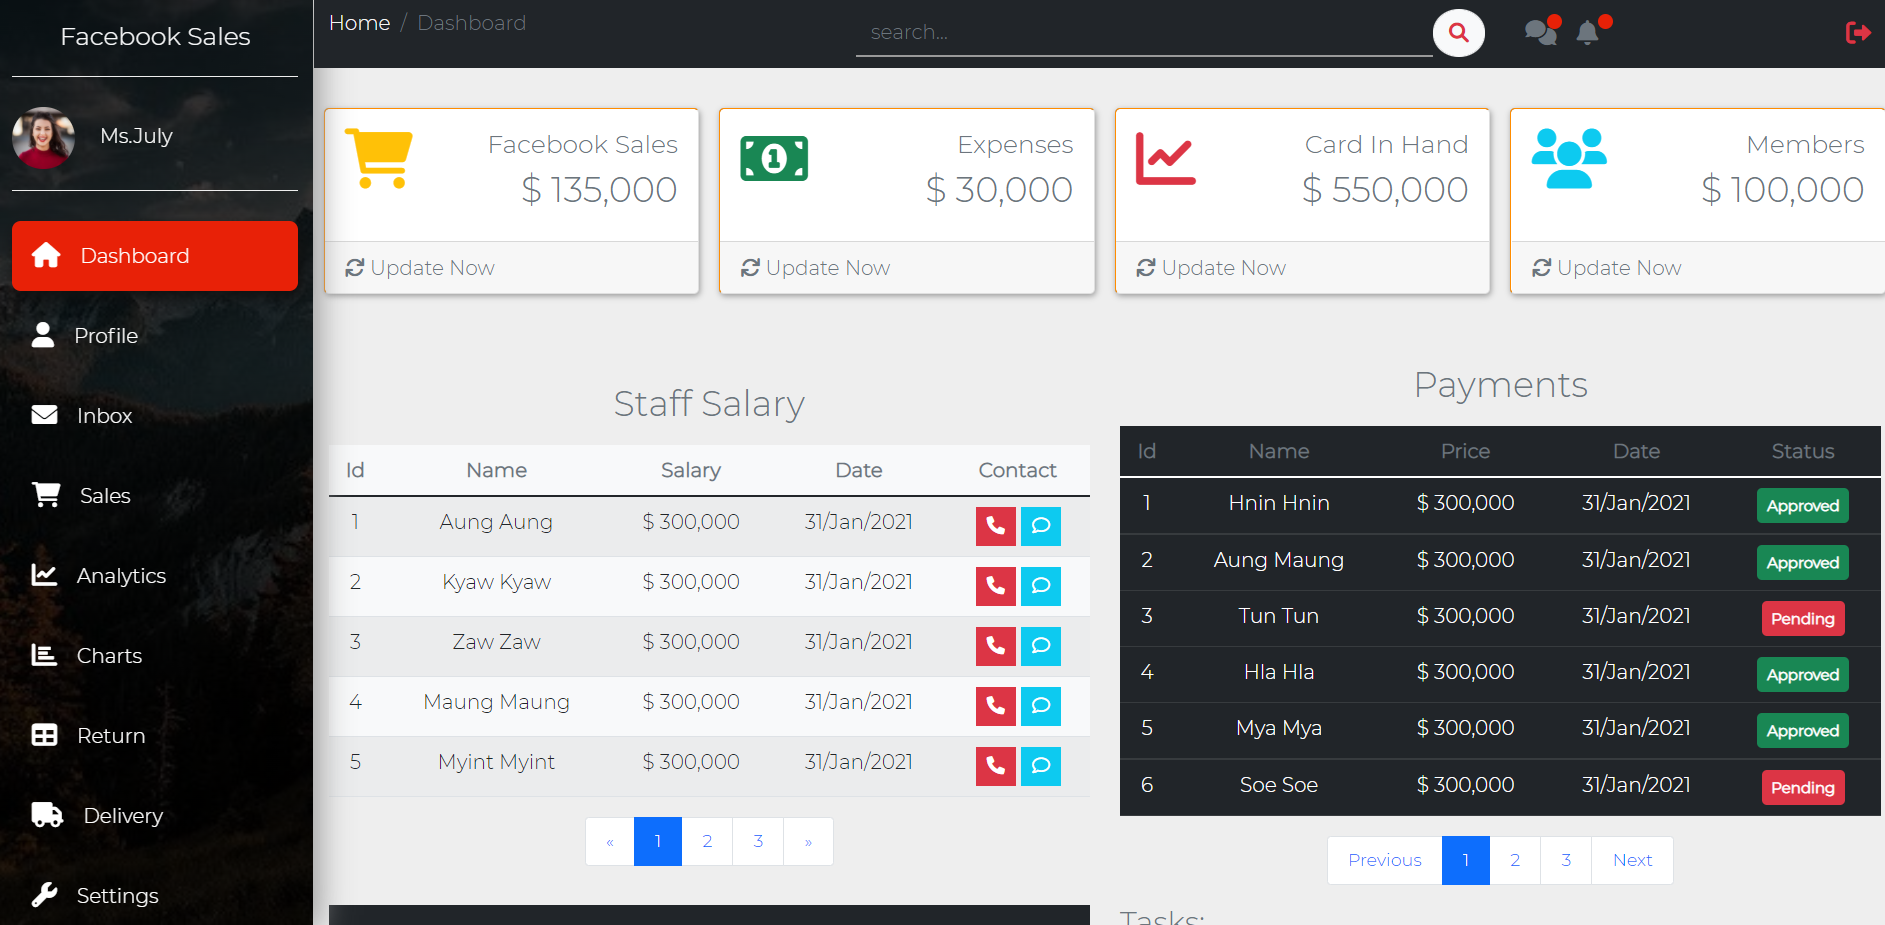 Facebook Sales
Ms.July
Dashboard
Profile
Inbox
Sales
Analytics
Charts
Return
Delivery
Settings
Home / Dashboard
search...
Facebook Sales
$ 135,000
Update Now
Expenses
$ 30,000
Update Now
Card In Hand
$ 550,000
Update Now
Members
$ 100,000
Update Now
Staff Salary
Id Name Salary Date Contact
1 Aung Aung $ 300,000 31/Jan/2021
2 Kyaw Kyaw $ 300,000 31/Jan/2021
3 Zaw Zaw $ 300,000 31/Jan/2021
4 Maung Maung $ 300,000 31/Jan/2021
5 Myint Myint $ 300,000 31/Jan/2021
« 1 2 3 »
Payments
Id Name Price Date Status
1 Hnin Hnin $ 300,000 31/Jan/2021 Approved
2 Aung Maung $ 300,000 31/Jan/2021 Approved
3 Tun Tun $ 300,000 31/Jan/2021 Pending
4 Hla Hla $ 300,000 31/Jan/2021 Approved
5 Mya Mya $ 300,000 31/Jan/2021 Approved
6 Soe Soe $ 300,000 31/Jan/2021 Pending
Previous 1 2 3 Next
Tasks: